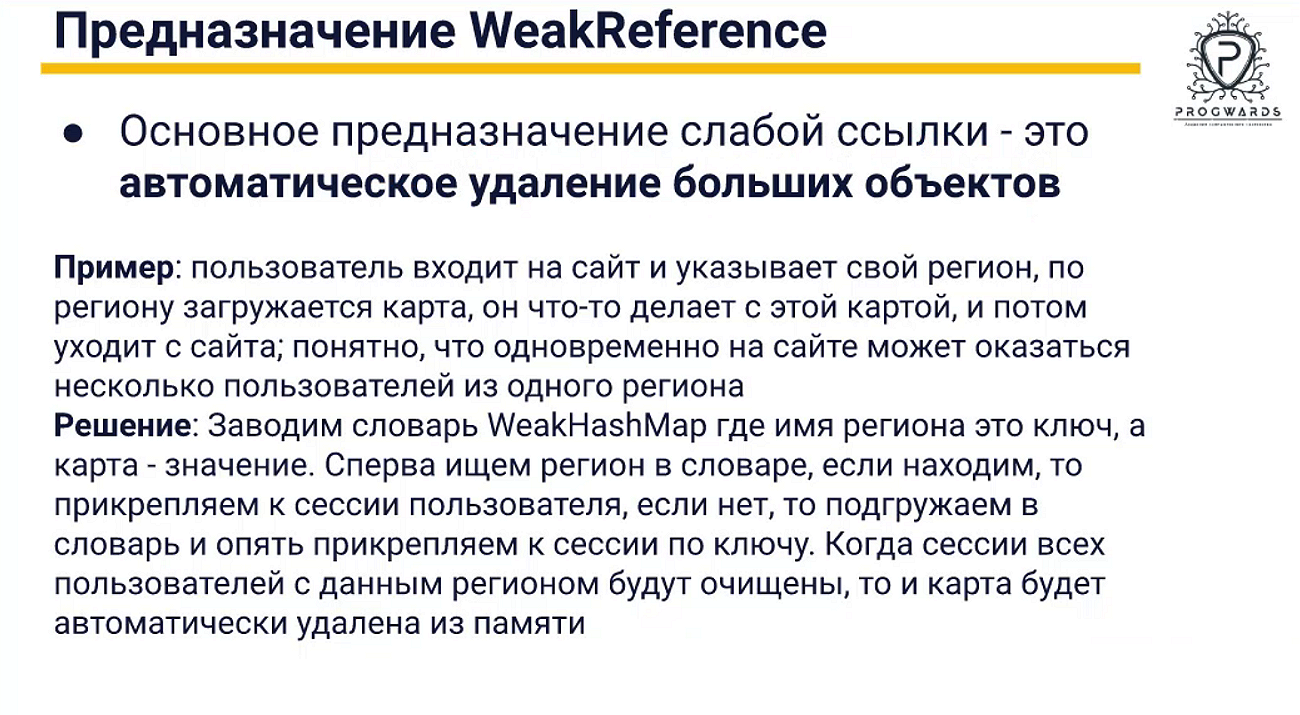 Предназначение WeakReference
PROGWARDS
● Основное предназначение слабой ссылки - это
автоматическое удаление больших объектов
Пример: пользователь входит на сайт и указывает свой регион, по
региону загружается карта, он что-то делает с этой картой, и потом
уходит с сайта; понятно, что одновременно на сайте может оказаться
несколько пользователей из одного региона
Решение: Заводим словарь WeakHashMap где имя региона это ключ, а
карта - значение. Сперва ищем регион в словаре, если находим, то
прикрепляем к сессии пользователя, если нет, то подгружаем в
словарь и опять прикрепляем к сессии по ключу. Когда сессии всех
пользователей с данным регионом будут очищены, то и карта будет
автоматически удалена из памяти